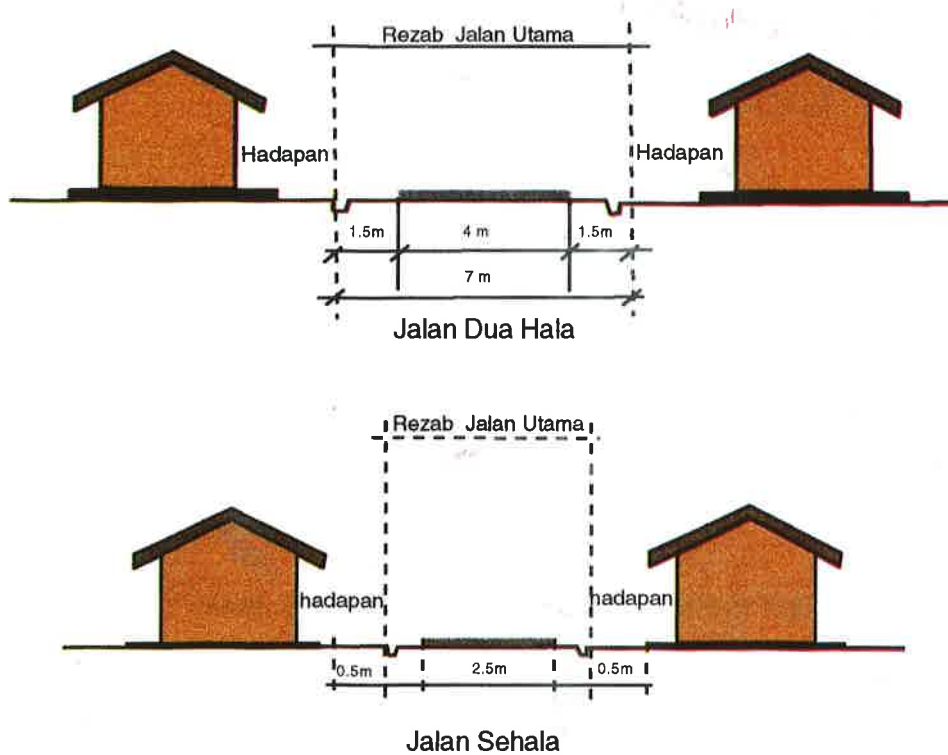 Rezab Jalan Utama
Hadapan
Hadapan
1.5m
4 m
1.5m
7 m
Jalan Dua Hala
Rezab Jalan Utama
hadapan
hadapan
0.5m
2.5m
0.5m
Jalan Sehala